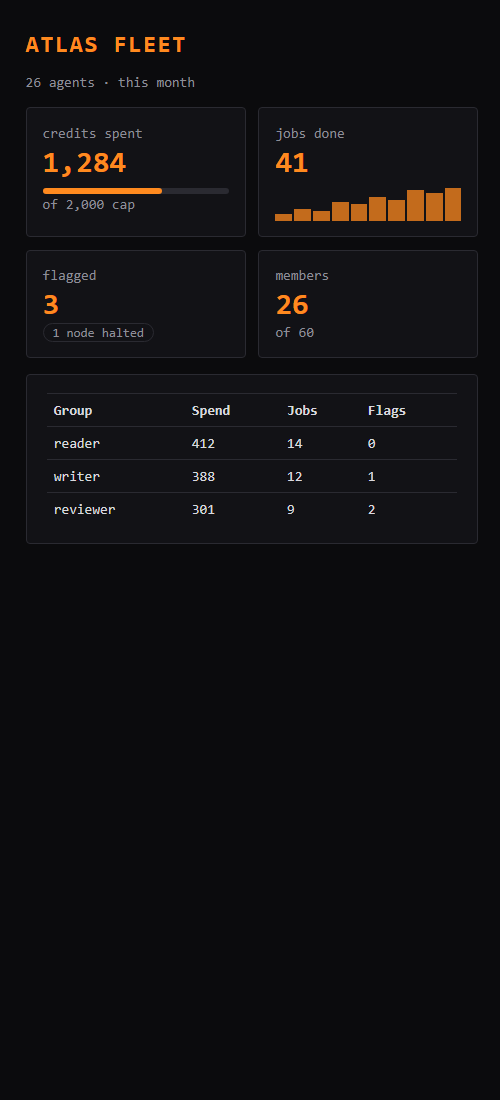 ATLAS FLEET
26 agents · this month
credits spent
1,284
of 2,000 cap
jobs done
41
flagged
3
1 node halted
members
26
of 60
Group Spend Jobs Flags
reader 412 14 0
writer 388 12 1
reviewer 301 9 2